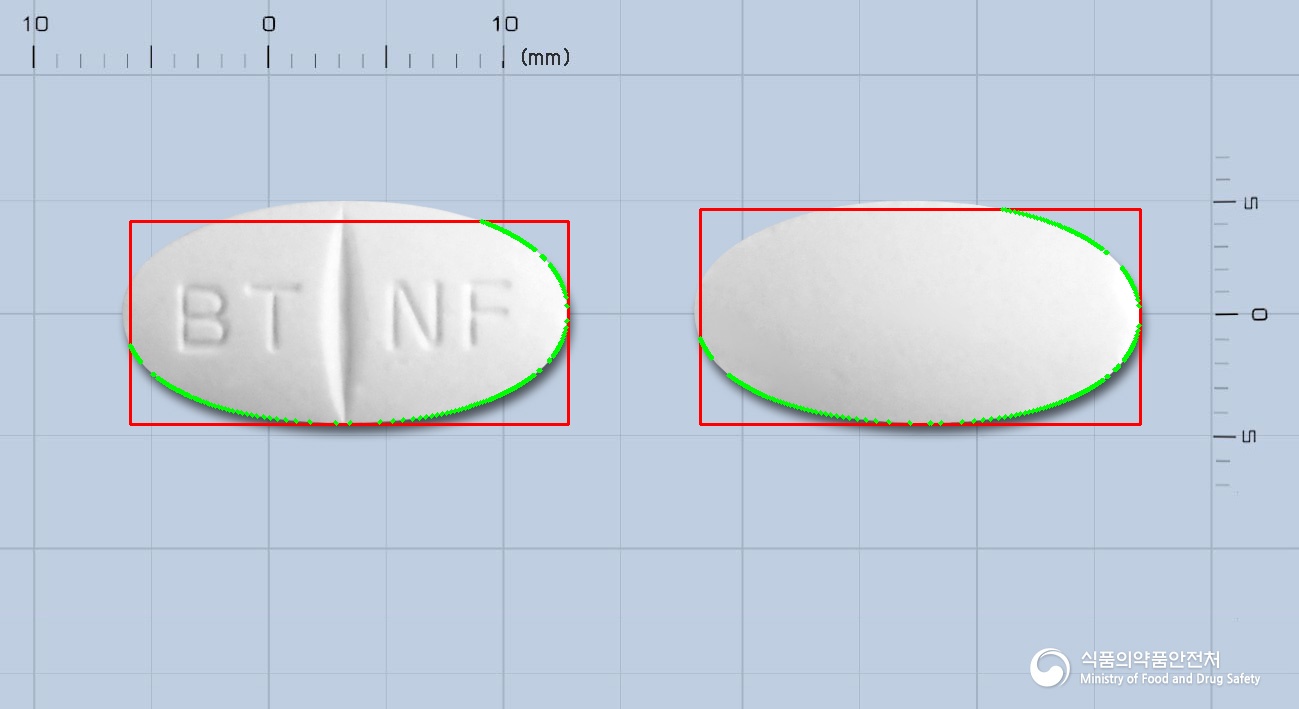 10 0 10
(mm)
BT NF
5
0
5
식품의약품안전처
Ministry of Food and Drug Safety